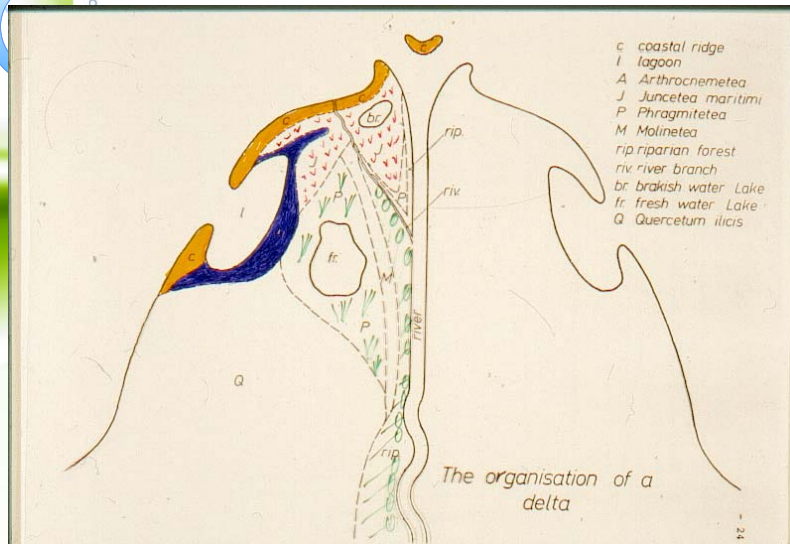 c coastal ridge
l lagoon
A Arthrocnemetea
J Juncetea maritimi
P Phragmitetea
M Molinetea
rip riparian forest
riv. river branch
br. brakish water Lake
fr. fresh water Lake
Q Quercetum ilicis
c
c
c
br.
J
J
rip.
P
P
riv.
l
c
fr.
M
P
river
Q
rip.
The organisation of a
delta
- 24